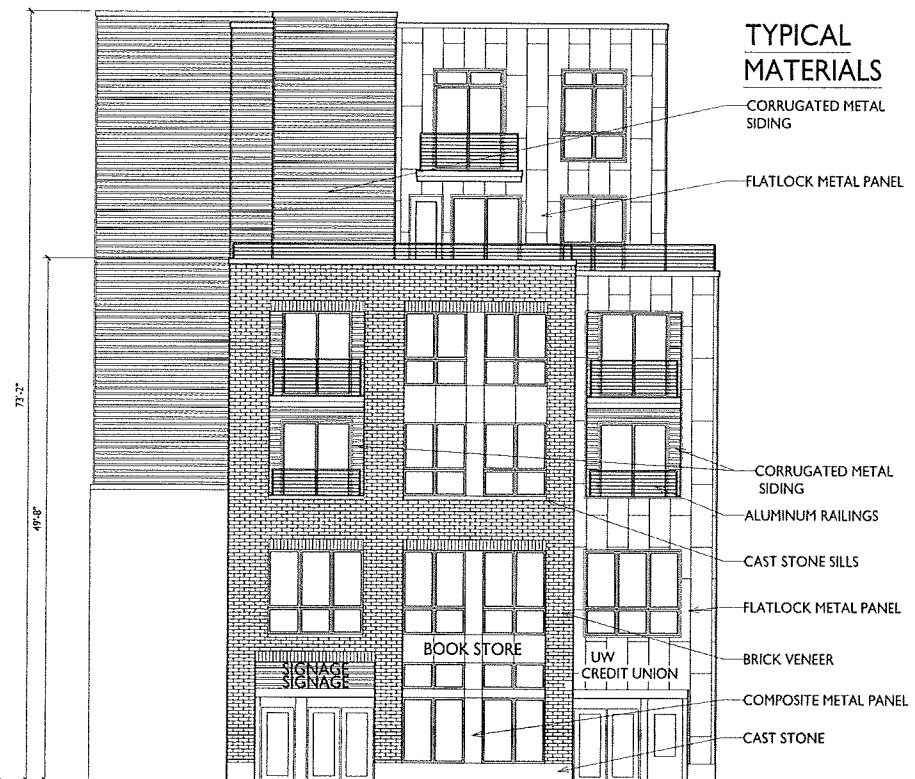 TYPICAL
MATERIALS
CORRUGATED METAL
SIDING
FLATLOCK METAL PANEL
73'-2"
49'-8"
CORRUGATED METAL
SIDING
ALUMINUM RAILINGS
CAST STONE SILLS
FLATLOCK METAL PANEL
BOOK STORE
UW
CREDIT UNION
BRICK VENEER
SIGNAGE
SIGNAGE
COMPOSITE METAL PANEL
CAST STONE